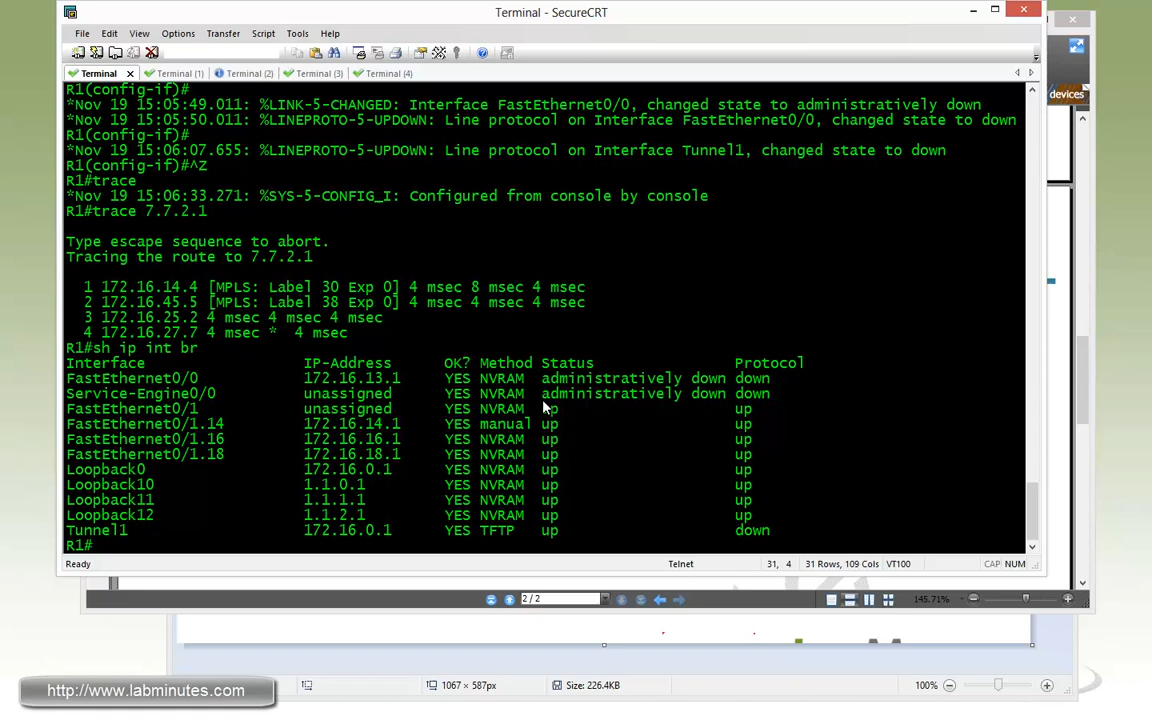 Terminal - SecureCRT
File Edit View Options Transfer Script Tools Help
Terminal Terminal (1) Terminal (2) Terminal (3) Terminal (4)
devices
R1(config-if)#
*Nov 19 15:05:49.011: %LINK-5-CHANGED: Interface FastEthernet0/0, changed state to administratively down
*Nov 19 15:05:50.011: %LINEPROTO-5-UPDOWN: Line protocol on Interface FastEthernet0/0, changed state to down
R1(config-if)#
*Nov 19 15:06:07.655: %LINEPROTO-5-UPDOWN: Line protocol on Interface Tunnel1, changed state to down
R1(config-if)#^Z
R1#trace
*Nov 19 15:06:33.271: %SYS-5-CONFIG_I: Configured from console by console
R1#trace 7.7.2.1
Type escape sequence to abort.
Tracing the route to 7.7.2.1
1 172.16.14.4 [MPLS: Label 30 Exp 0] 4 msec 8 msec 4 msec
2 172.16.45.5 [MPLS: Label 38 Exp 0] 4 msec 4 msec 4 msec
3 172.16.25.2 4 msec 4 msec 4 msec
4 172.16.27.7 4 msec * 4 msec
R1#sh ip int br
Interface IP-Address OK? Method Status Protocol
FastEthernet0/0 172.16.13.1 YES NVRAM administratively down down
Service-Engine0/0 unassigned YES NVRAM administratively down down
FastEthernet0/1 unassigned YES NVRAM up up
FastEthernet0/1.14 172.16.14.1 YES manual up up
FastEthernet0/1.16 172.16.16.1 YES NVRAM up up
FastEthernet0/1.18 172.16.18.1 YES NVRAM up up
Loopback0 172.16.0.1 YES NVRAM up up
Loopback10 1.1.0.1 YES NVRAM up up
Loopback11 1.1.1.1 YES NVRAM up up
Loopback12 1.1.2.1 YES NVRAM up up
Tunnel1 172.16.0.1 YES TFTP up down
R1#
Ready Telnet 31, 4 31 Rows, 109 Cols VT100 CAP NUM
2 / 2 145.71%
http://www.labminutes.com 1067 × 587px Size: 226.4KB 100%